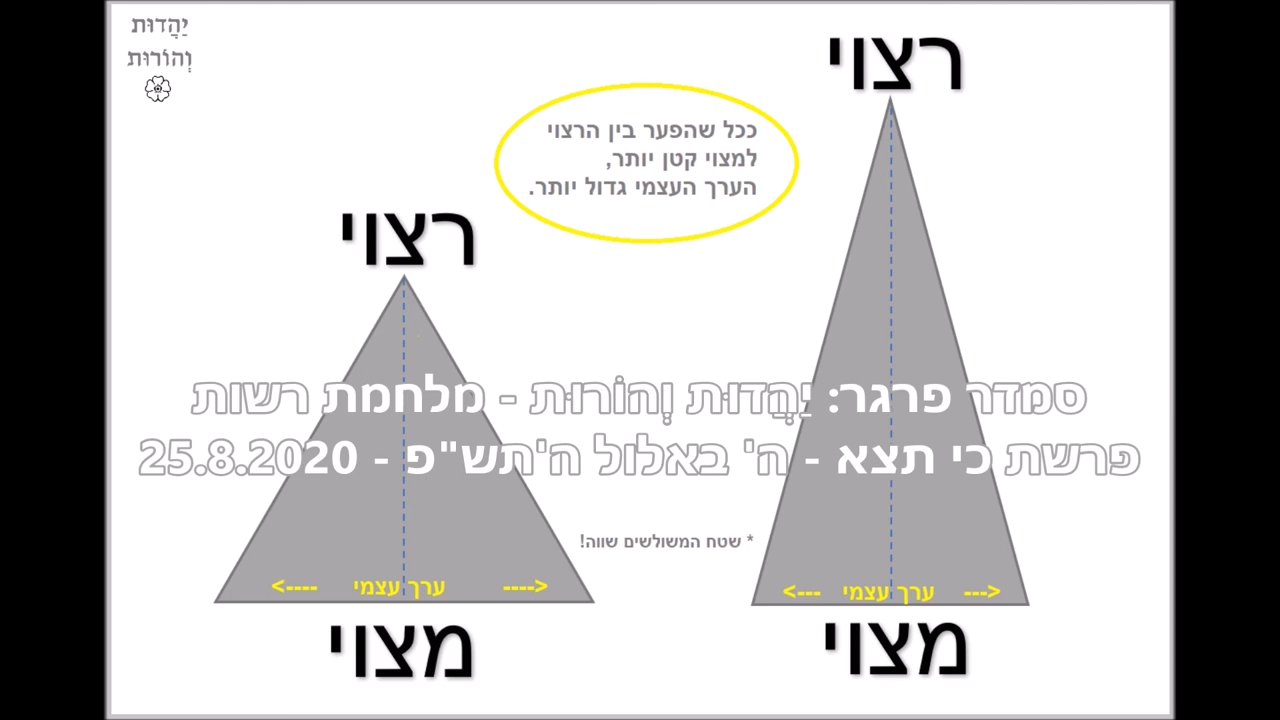 יַהֲדוּת
וְהוֹרוּת
רצוי
ככל שהפער בין הרצוי
למצוי קטן יותר,
הערך העצמי גדול יותר.
רצוי
סמדר פרגר: יַהֲדוּת וְהוֹרוּת - מלחמת רשות
פרשת כי תצא - ה' באלול ה'תש"פ - 25.8.2020
* שטח המשולשים שווה!
<--- ערך עצמי --->
<---- ערך עצמי ---->
מצוי
מצוי